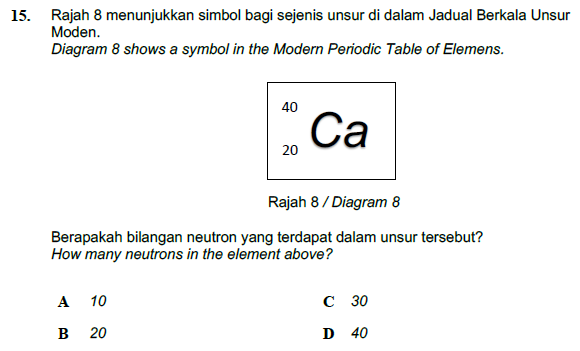 15. Rajah 8 menunjukkan simbol bagi sejenis unsur di dalam Jadual Berkala Unsur
Moden.
Diagram 8 shows a symbol in the Modern Periodic Table of Elemens.
40
Ca
20
Rajah 8 / Diagram 8
Berapakah bilangan neutron yang terdapat dalam unsur tersebut?
How many neutrons in the element above?
A 10 C 30
B 20 D 40